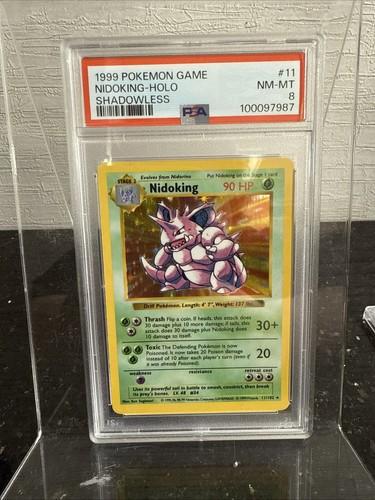 1999 POKEMON GAME #11
NIDOKING-HOLO NM-MT
SHADOWLESS 8
PSA 100097987
STAGE 2 Evolves from Nidorino Put Nidoking on the Stage 1 card
Nidoking 90 HP
Drill Pokémon. Length: 4' 7", Weight: 137 lbs.
Thrash Flip a coin. If heads, this attack does
30 damage plus 10 more damage; if tails, this
attack does 30 damage and Nidoking does
10 damage to itself.
30+
Toxic The Defending Pokémon is now
Poisoned. It now takes 20 Poison damage
instead of 10 after each player's turn (even if
it was already Poisoned).
20
weakness resistance retreat cost
Uses its powerful tail in battle to smash, constrict, then break
its prey's bones. LV. 48 #34
11/102